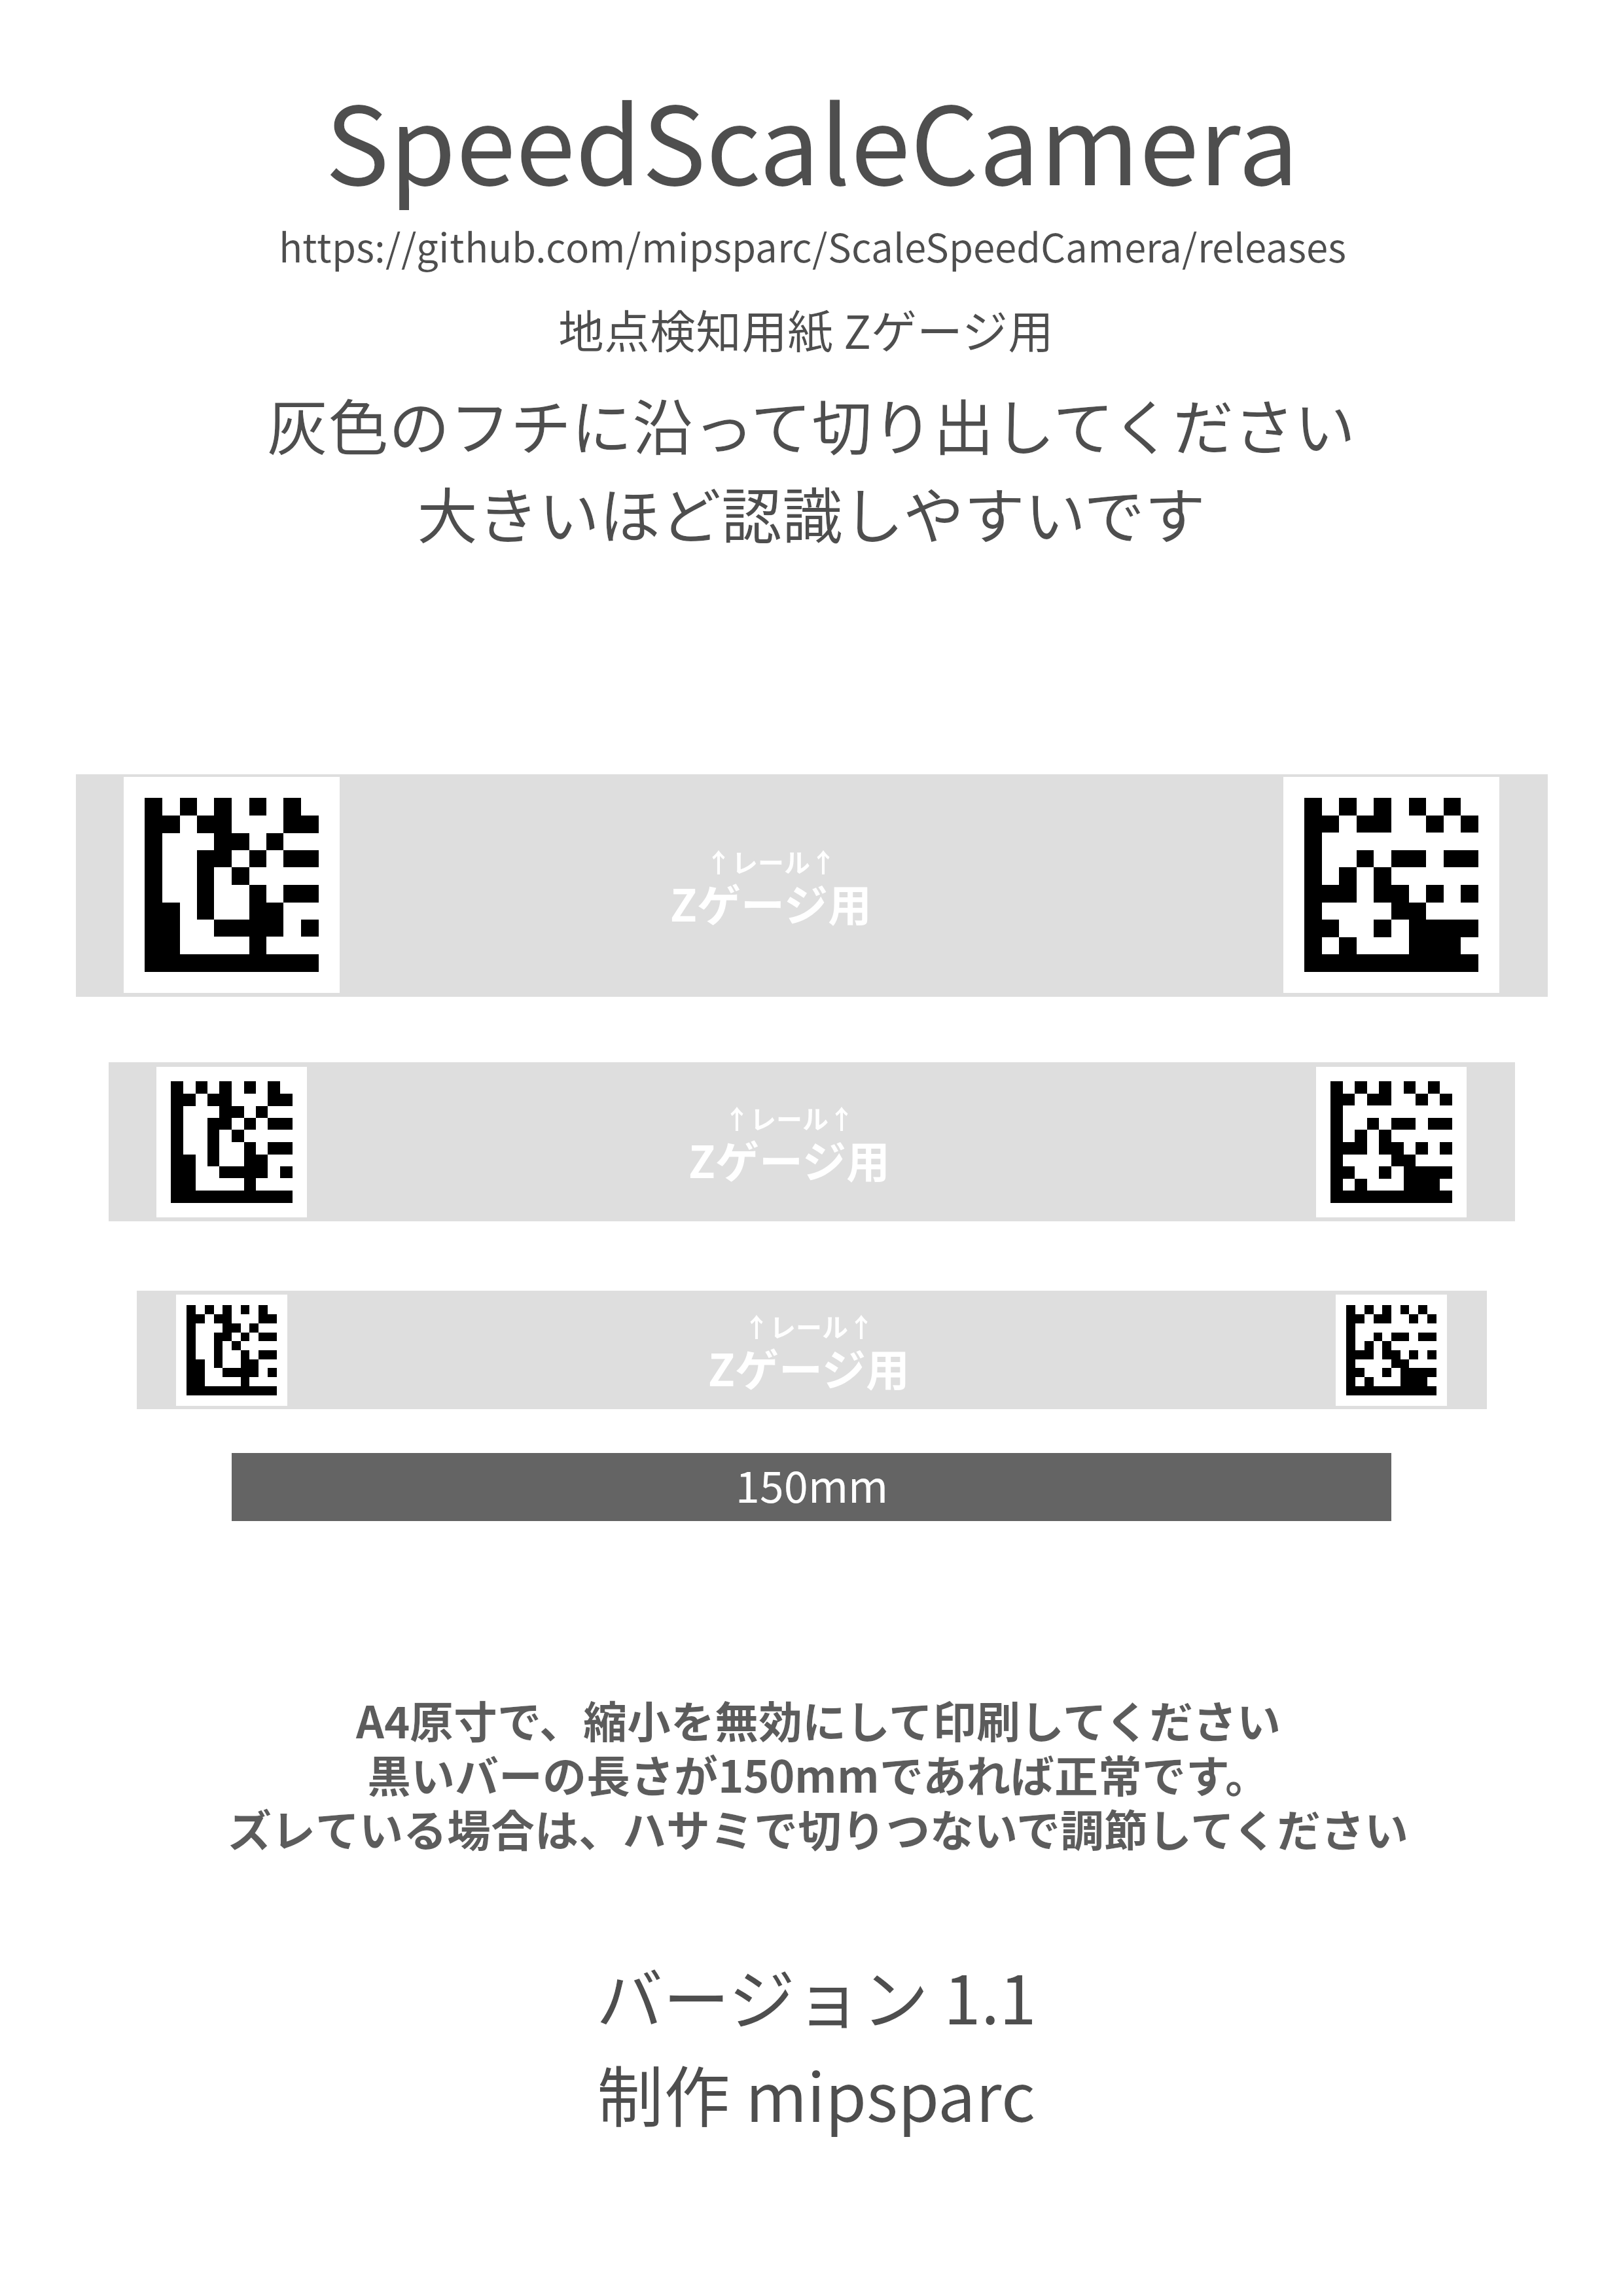 SpeedScaleCamera
https://github.com/mipsparc/ScaleSpeedCamera/releases
地点検知用紙 Zゲージ用
灰色のフチに沿って切り出してください
大きいほど認識しやすいです
↑レール↑
Zゲージ用
↑レール↑
Zゲージ用
↑レール↑
Zゲージ用
150mm
A4原寸で、縮小を無効にして印刷してください
黒いバーの長さが150mmであれば正常です。
ズレている場合は、ハサミで切りつないで調節してください
バージョン 1.1
制作 mipsparc